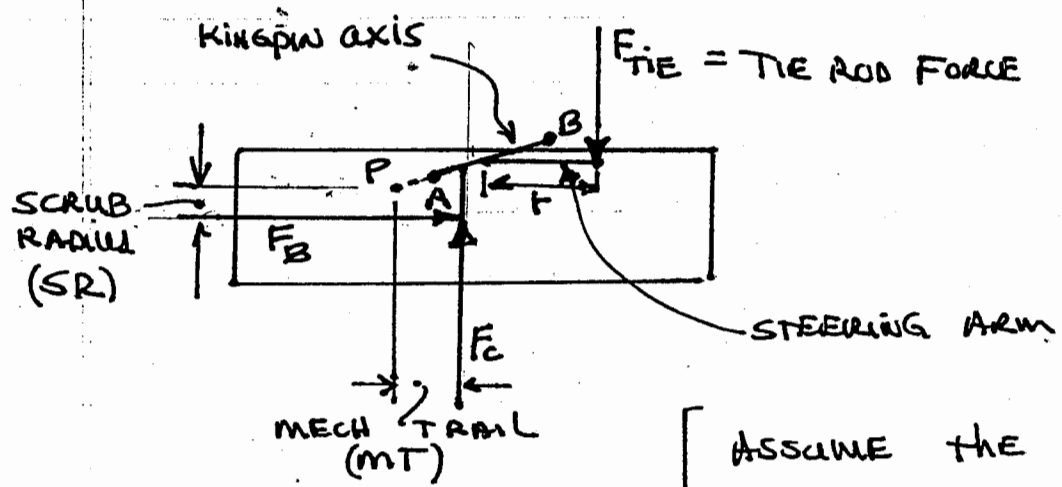 KINGPIN AXIS
F_TIE = TIE ROD FORCE
B
P
A
SCRUB
RADIUS
(SR)
r
F_B
STEERING ARM
F_C
MECH TRAIL
(MT)
[ASSUME THE